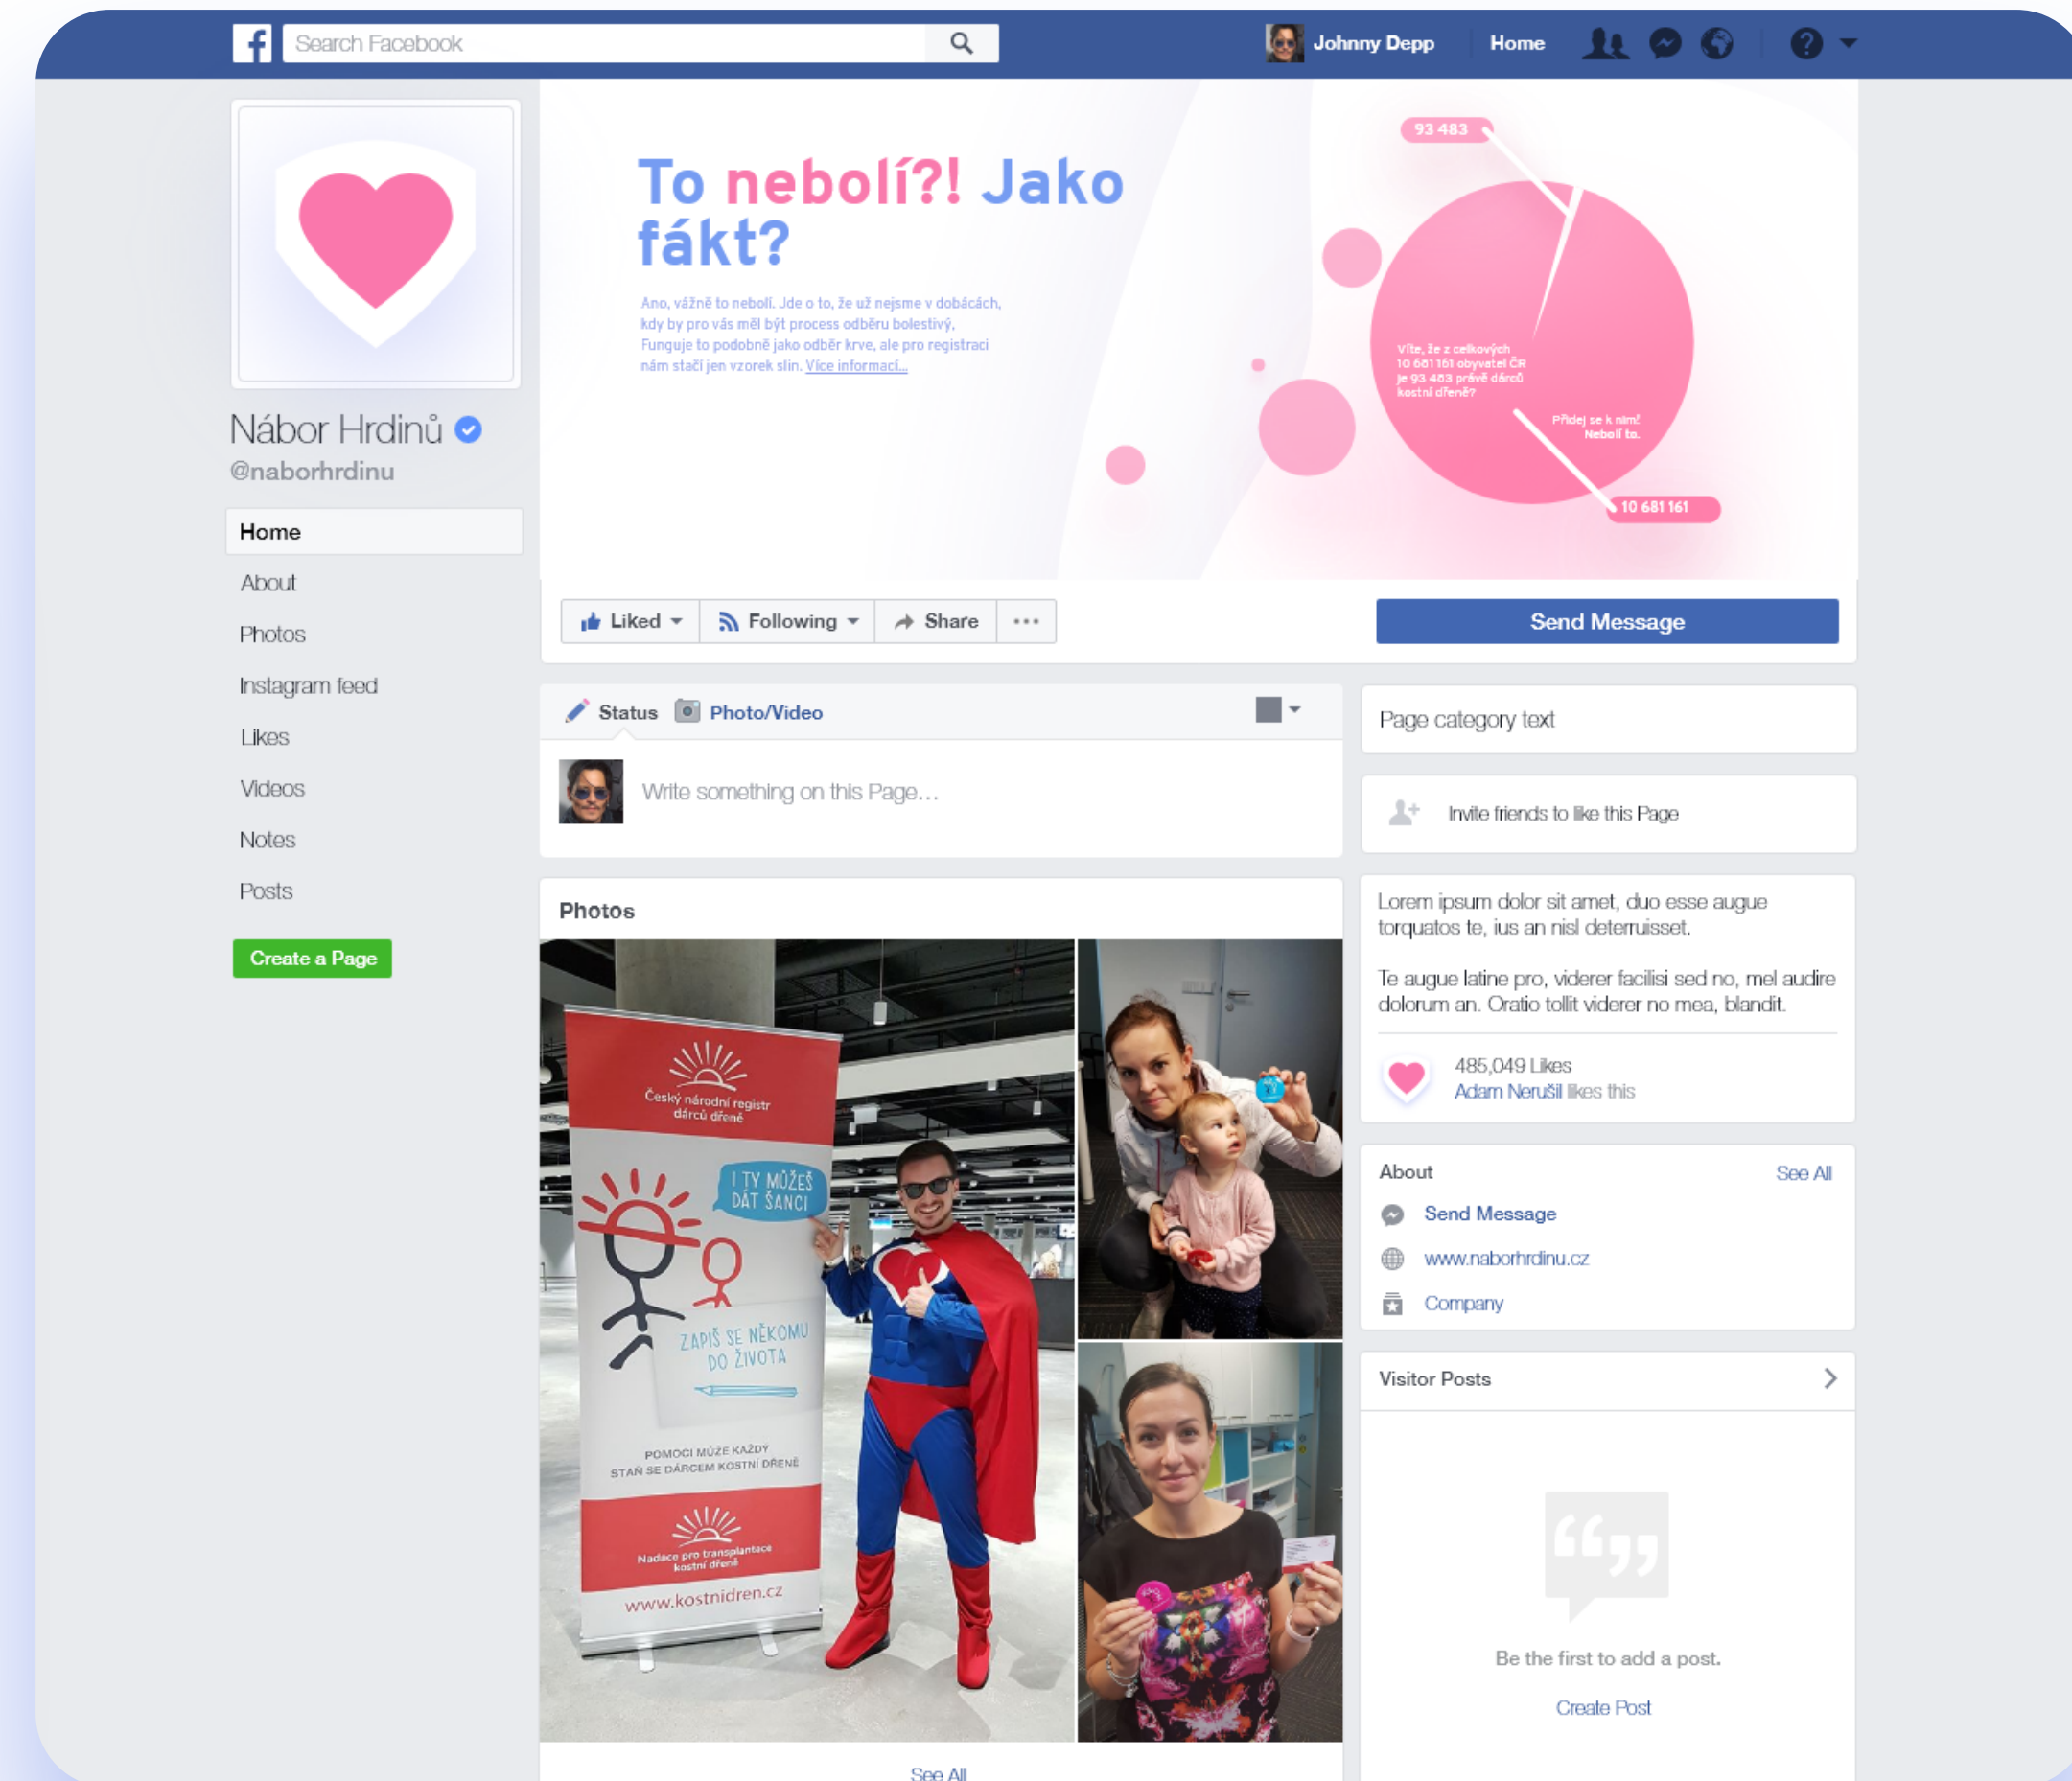 Search Facebook
Johnny Depp
Home
Nábor Hrdinů
@naborhrdinu
Home
About
Photos
Instagram feed
Likes
Videos
Notes
Posts
Create a Page
To nebolí?! Jako
fákt?
Ano, vážně to nebolí. Jde o to, že už nejsme v dobácách,
kdy by pro vás měl být process odběru bolestivý,
Funguje to podobně jako odběr krve, ale pro registraci
nám stačí jen vzorek slin. Více informací...
93 483
Víte, že z celkových
10 681 161 obyvatel ČR
je 93 483 právě dárců
kostní dřeně?
Přidej se k nim!
Nebolí to.
10 681 161
Liked
Following
Share
Send Message
Status
Photo/Video
Write something on this Page...
Photos
Český národní registr
dárců dřeně
I TY MŮŽEŠ
DÁT ŠANCI
ZAPIŠ SE NĚKOMU
DO ŽIVOTA
POMOCI MŮŽE KAŽDÝ
STAŇ SE DÁRCEM KOSTNÍ DŘENĚ
Nadace pro transplantace
kostní dřeně
www.kostnidren.cz
See All
Page category text
Invite friends to like this Page
Lorem ipsum dolor sit amet, duo esse augue
torquatos te, ius an nisl deterruisset.
Te augue latine pro, viderer facilisi sed no, mel audire
dolorum an. Oratio tollit viderer no mea, blandit.
485,049 Likes
Adam Nerušil likes this
About
See All
Send Message
www.naborhrdinu.cz
Company
Visitor Posts
Be the first to add a post.
Create Post